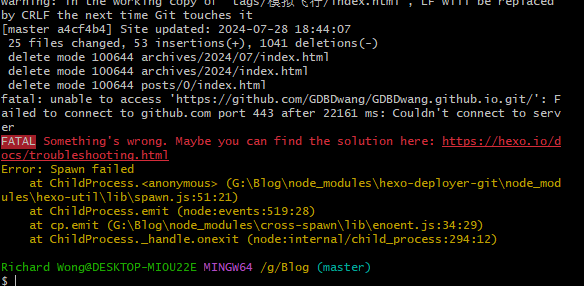 warning: in the working copy of 'tags/模拟飞行/index.html', LF will be replaced
by CRLF the next time Git touches it
[master a4cf4b4] Site updated: 2024-07-28 18:44:07
 25 files changed, 53 insertions(+), 1041 deletions(-)
 delete mode 100644 archives/2024/07/index.html
 delete mode 100644 archives/2024/index.html
 delete mode 100644 posts/0/index.html
fatal: unable to access 'https://github.com/GDBDwang/GDBDwang.github.io.git/': F
ailed to connect to github.com port 443 after 22161 ms: Couldn't connect to serv
er
FATAL Something's wrong. Maybe you can find the solution here: https://hexo.io/d
ocs/troubleshooting.html
Error: Spawn failed
    at ChildProcess.<anonymous> (G:\Blog\node_modules\hexo-deployer-git\node_mod
ules\hexo-util\lib\spawn.js:51:21)
    at ChildProcess.emit (node:events:519:28)
    at cp.emit (G:\Blog\node_modules\cross-spawn\lib\enoent.js:34:29)
    at ChildProcess._handle.onexit (node:internal/child_process:294:12)
Richard Wong@DESKTOP-MIOU22E MINGW64 /g/Blog (master)
$